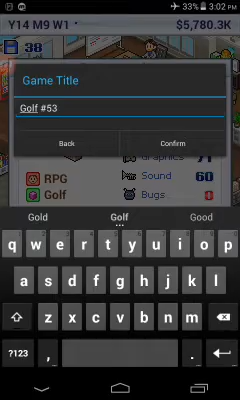 33% 3:02 PM
Y14 M9 W1 $5,780.3K
38
Game Title
Golf #53
Back Confirm
Graphics 71
RPG Sound 60
Golf Bugs 0
Gold Golf Good
q w e r t y u i o p
a s d f g h j k l
z x c v b n m
?123 , .